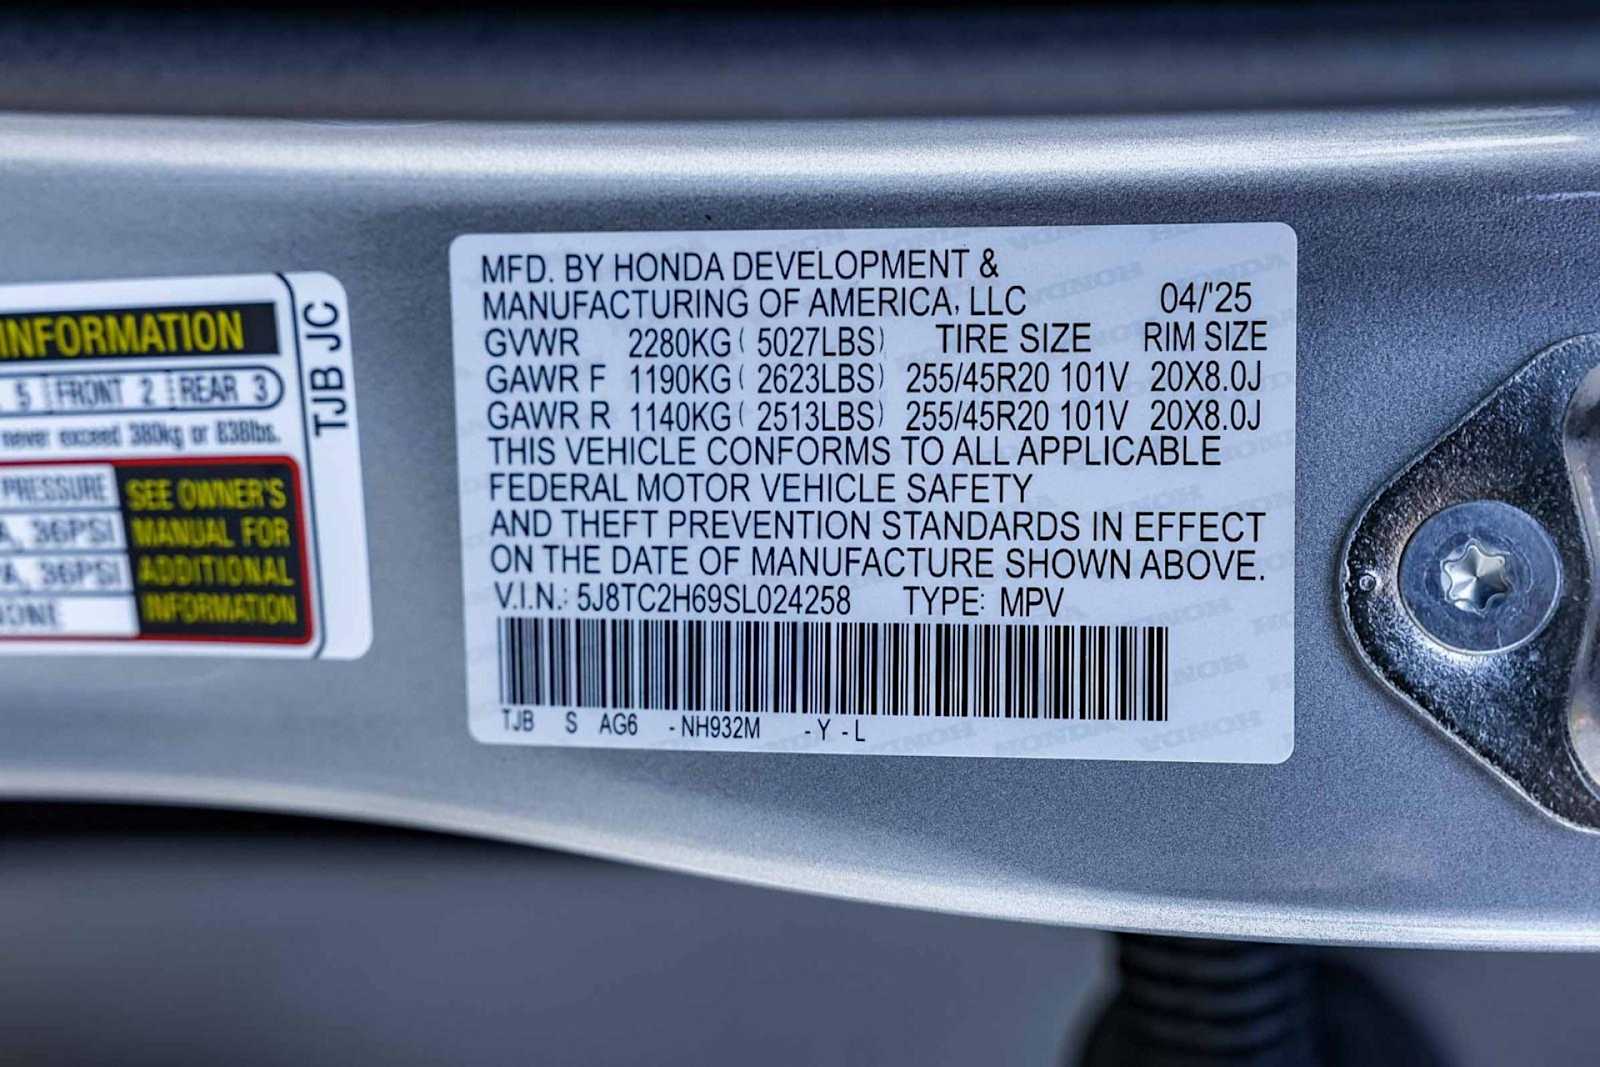 INFORMATION
5 FRONT 2 REAR 3
never exceed 380kg or 838lbs.
PRESSURE
36PSI
36PSI
SEE OWNER'S
MANUAL FOR
ADDITIONAL
INFORMATION
TJB JC
MFD. BY HONDA DEVELOPMENT &
MANUFACTURING OF AMERICA, LLC 04/'25
GVWR 2280KG ( 5027LBS) TIRE SIZE RIM SIZE
GAWR F 1190KG ( 2623LBS) 255/45R20 101V 20X8.0J
GAWR R 1140KG ( 2513LBS) 255/45R20 101V 20X8.0J
THIS VEHICLE CONFORMS TO ALL APPLICABLE
FEDERAL MOTOR VEHICLE SAFETY
AND THEFT PREVENTION STANDARDS IN EFFECT
ON THE DATE OF MANUFACTURE SHOWN ABOVE.
V.I.N.: 5J8TC2H69SL024258 TYPE: MPV
TJB S AG6 -NH932M -Y -L